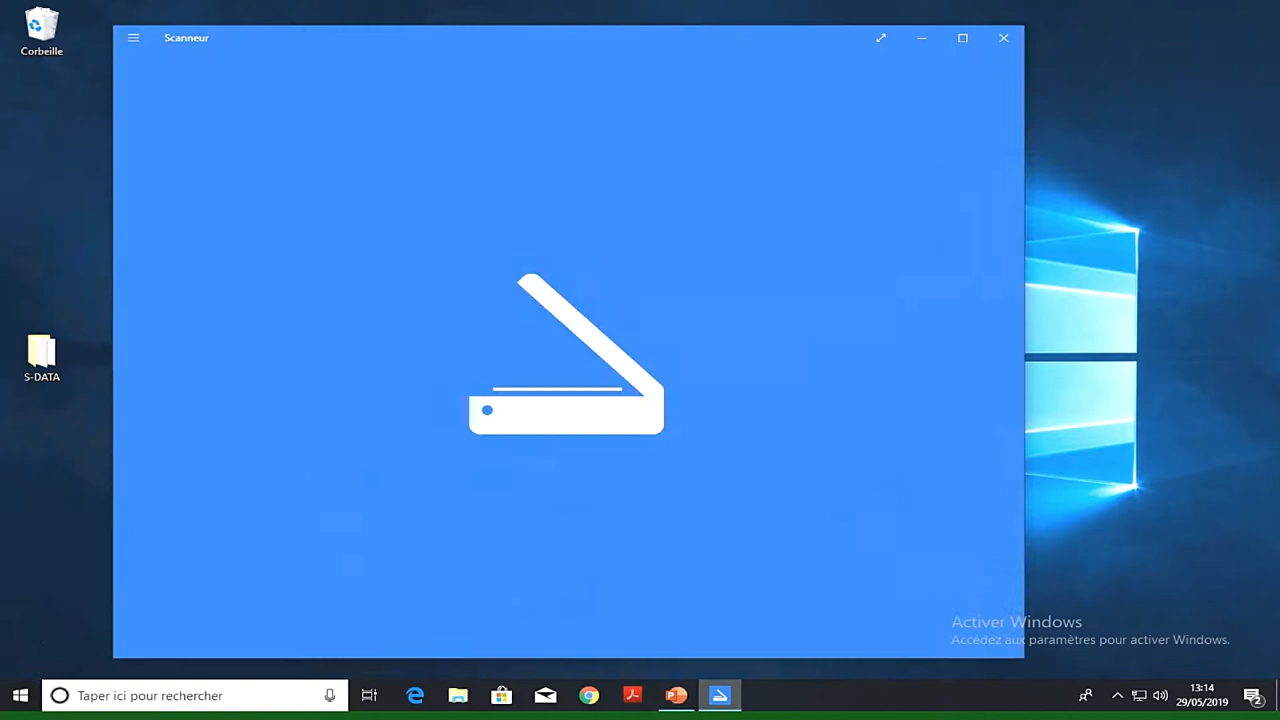 Corbeille
Scanneur
S-DATA
Activer Windows
Accédez aux paramètres pour activer Windows.
Taper ici pour rechercher
13:14
29/05/2019
2